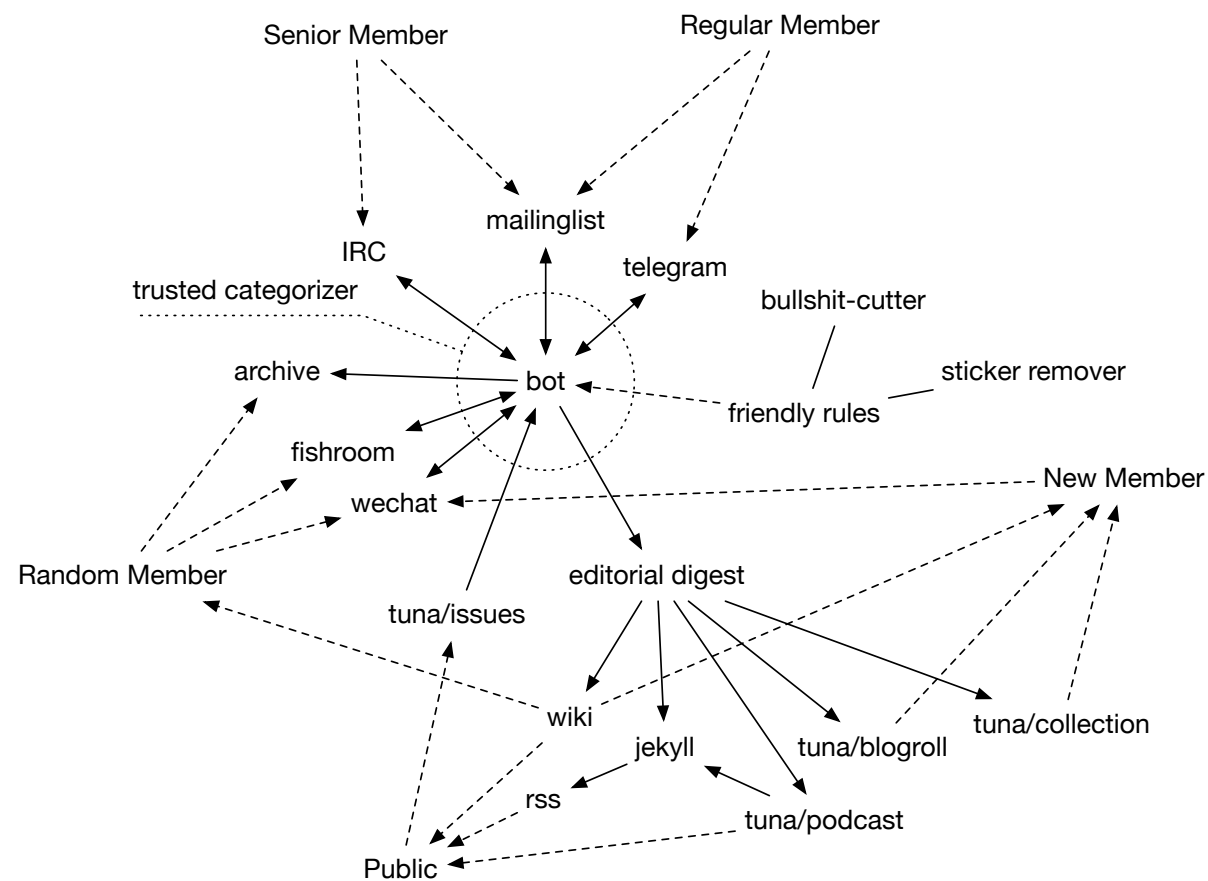 Senior Member
Regular Member
mailinglist
IRC
telegram
trusted categorizer
bullshit-cutter
archive
bot
sticker remover
friendly rules
fishroom
New Member
wechat
Random Member
editorial digest
tuna/issues
wiki
tuna/collection
jekyll
tuna/blogroll
rss
tuna/podcast
Public